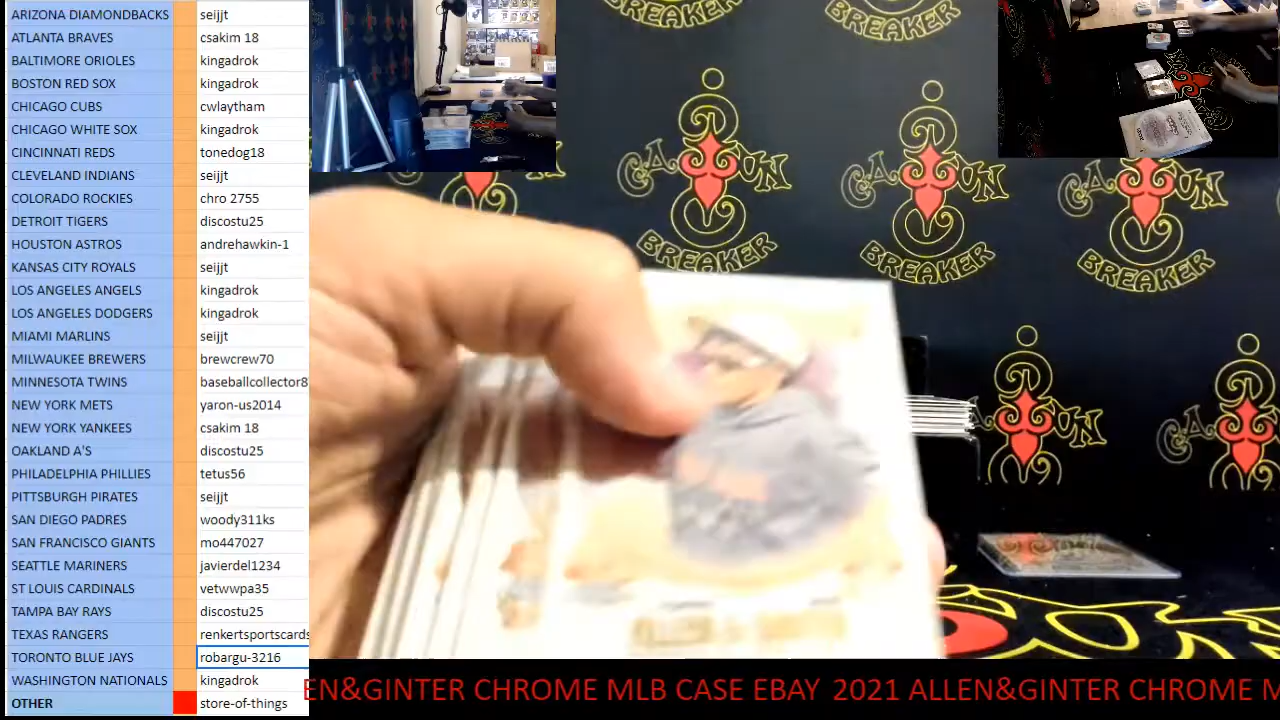 ARIZONA DIAMONDBACKS seijjt
ATLANTA BRAVES csakim 18
BALTIMORE ORIOLES kingadrok
BOSTON RED SOX kingadrok
CHICAGO CUBS cwlaytham
CHICAGO WHITE SOX kingadrok
CINCINNATI REDS tonedog18
CLEVELAND INDIANS seijjt
COLORADO ROCKIES chro 2755
DETROIT TIGERS discostu25
HOUSTON ASTROS andrehawkin-1
KANSAS CITY ROYALS seijjt
LOS ANGELES ANGELS kingadrok
LOS ANGELES DODGERS kingadrok
MIAMI MARLINS seijjt
MILWAUKEE BREWERS brewcrew70
MINNESOTA TWINS baseballcollector8
NEW YORK METS yaron-us2014
NEW YORK YANKEES csakim 18
OAKLAND A'S discostu25
PHILADELPHIA PHILLIES tetus56
PITTSBURGH PIRATES seijjt
SAN DIEGO PADRES woody311ks
SAN FRANCISCO GIANTS mo447027
SEATTLE MARINERS javierdel1234
ST LOUIS CARDINALS vetwwpa35
TAMPA BAY RAYS discostu25
TEXAS RANGERS renkertsportscards
TORONTO BLUE JAYS robargu-3216
WASHINGTON NATIONALS kingadrok
OTHER store-of-things
BREAKER
BREAKER
BREAKER
BREAKER
BREAKER
EN&GINTER CHROME MLB CASE EBAY 2021 ALLEN&GINTER CHROME M